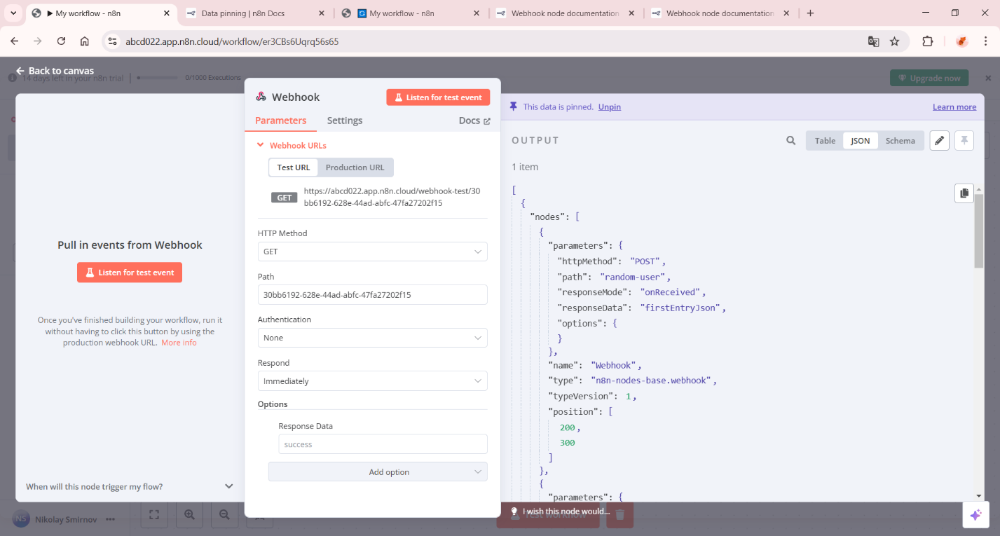 ▶ My workflow - n8n
Data pinning | n8n Docs
My workflow - n8n
Webhook node documentation
Webhook node documentation
abcd022.app.n8n.cloud/workflow/er3CBs6Uqrq56s65
Back to canvas
14 days left in your n8n trial
0/1000 Executions
Upgrade now
Webhook
Listen for test event
This data is pinned. Unpin
Learn more
Parameters
Settings
Docs
Webhook URLs
Test URL
Production URL
GET
https://abcd022.app.n8n.cloud/webhook-test/30
bb6192-628e-44ad-abfc-47fa27202f15
HTTP Method
GET
Path
30bb6192-628e-44ad-abfc-47fa27202f15
Authentication
None
Respond
Immediately
Options
Response Data
success
Add option
Pull in events from Webhook
Listen for test event
Once you've finished building your workflow, run it
without having to click this button by using the
production webhook URL. More info
When will this node trigger my flow?
OUTPUT
Table
JSON
Schema
1 item
[
{
"nodes": [
{
"parameters": {
"httpMethod": "POST",
"path": "random-user",
"responseMode": "onReceived",
"responseData": "firstEntryJson",
"options": {
}
},
"name": "Webhook",
"type": "n8n-nodes-base.webhook",
"typeVersion": 1,
"position": [
200,
300
]
},
{
"parameters": {
NS
Nikolay Smirnov
I wish this node would...
Test workflow